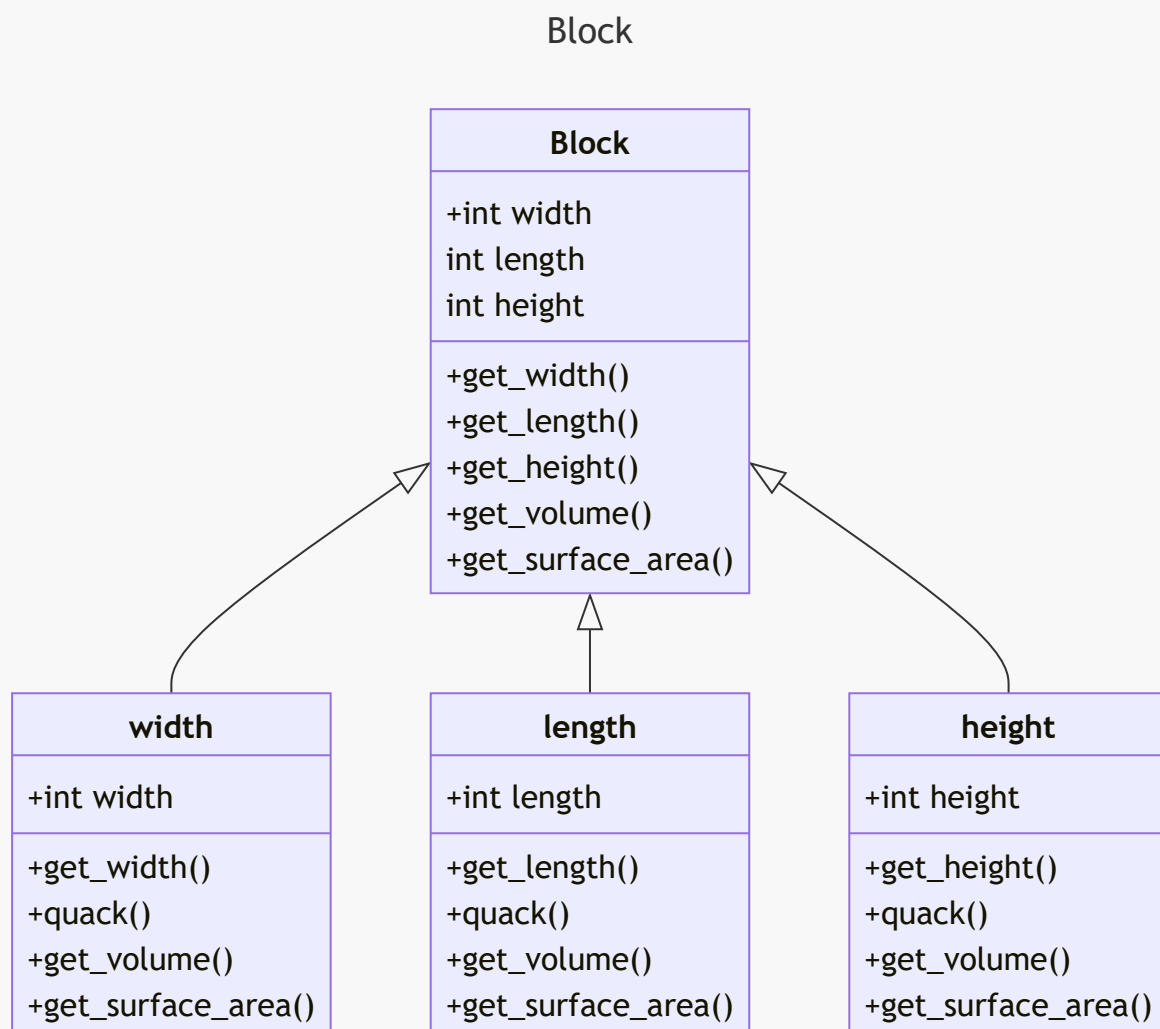 Block
Block
+int width
int length
int height
+get_width()
+get_length()
+get_height()
+get_volume()
+get_surface_area()
width
+int width
+get_width()
+quack()
+get_volume()
+get_surface_area()
length
+int length
+get_length()
+quack()
+get_volume()
+get_surface_area()
height
+int height
+get_height()
+quack()
+get_volume()
+get_surface_area()